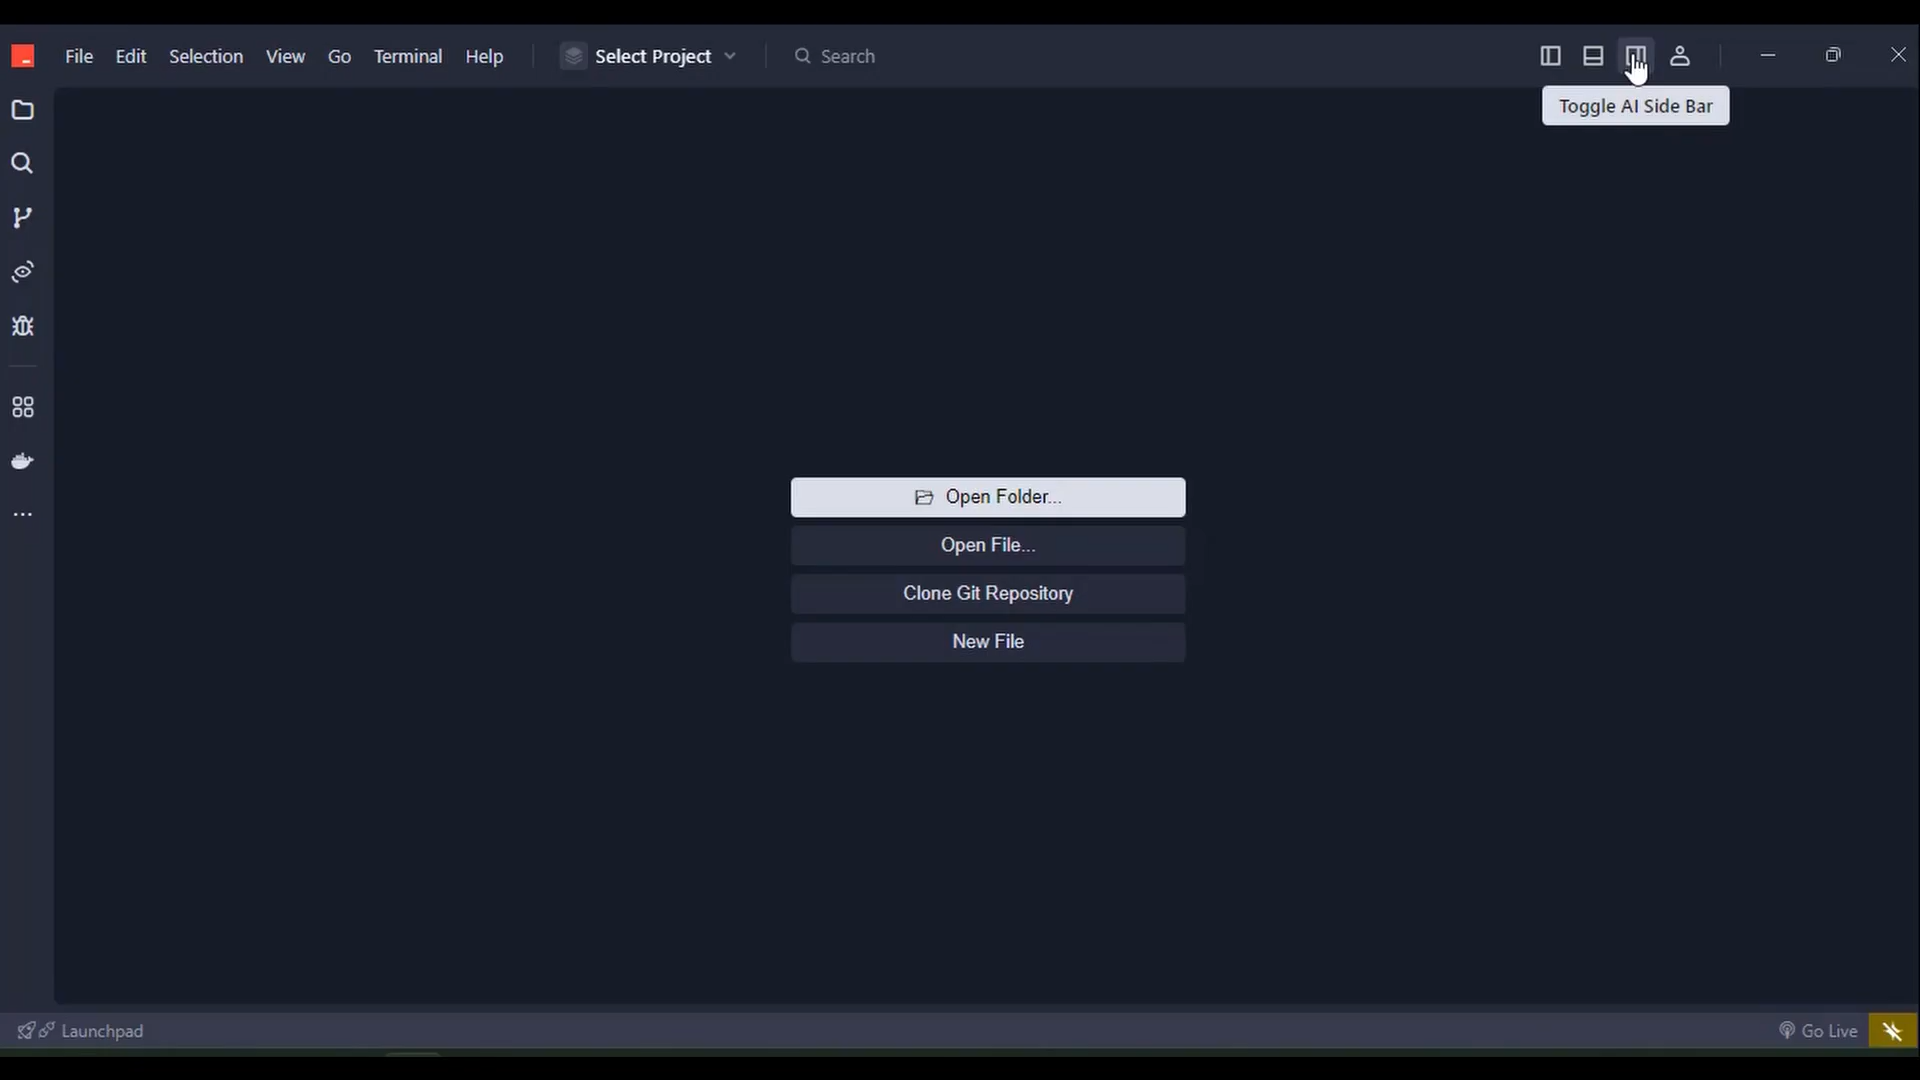 File Edit Selection View Go Terminal Help Select Project Search
Toggle AI Side Bar
Open Folder...
Open File...
Clone Git Repository
New File
Launchpad Go Live